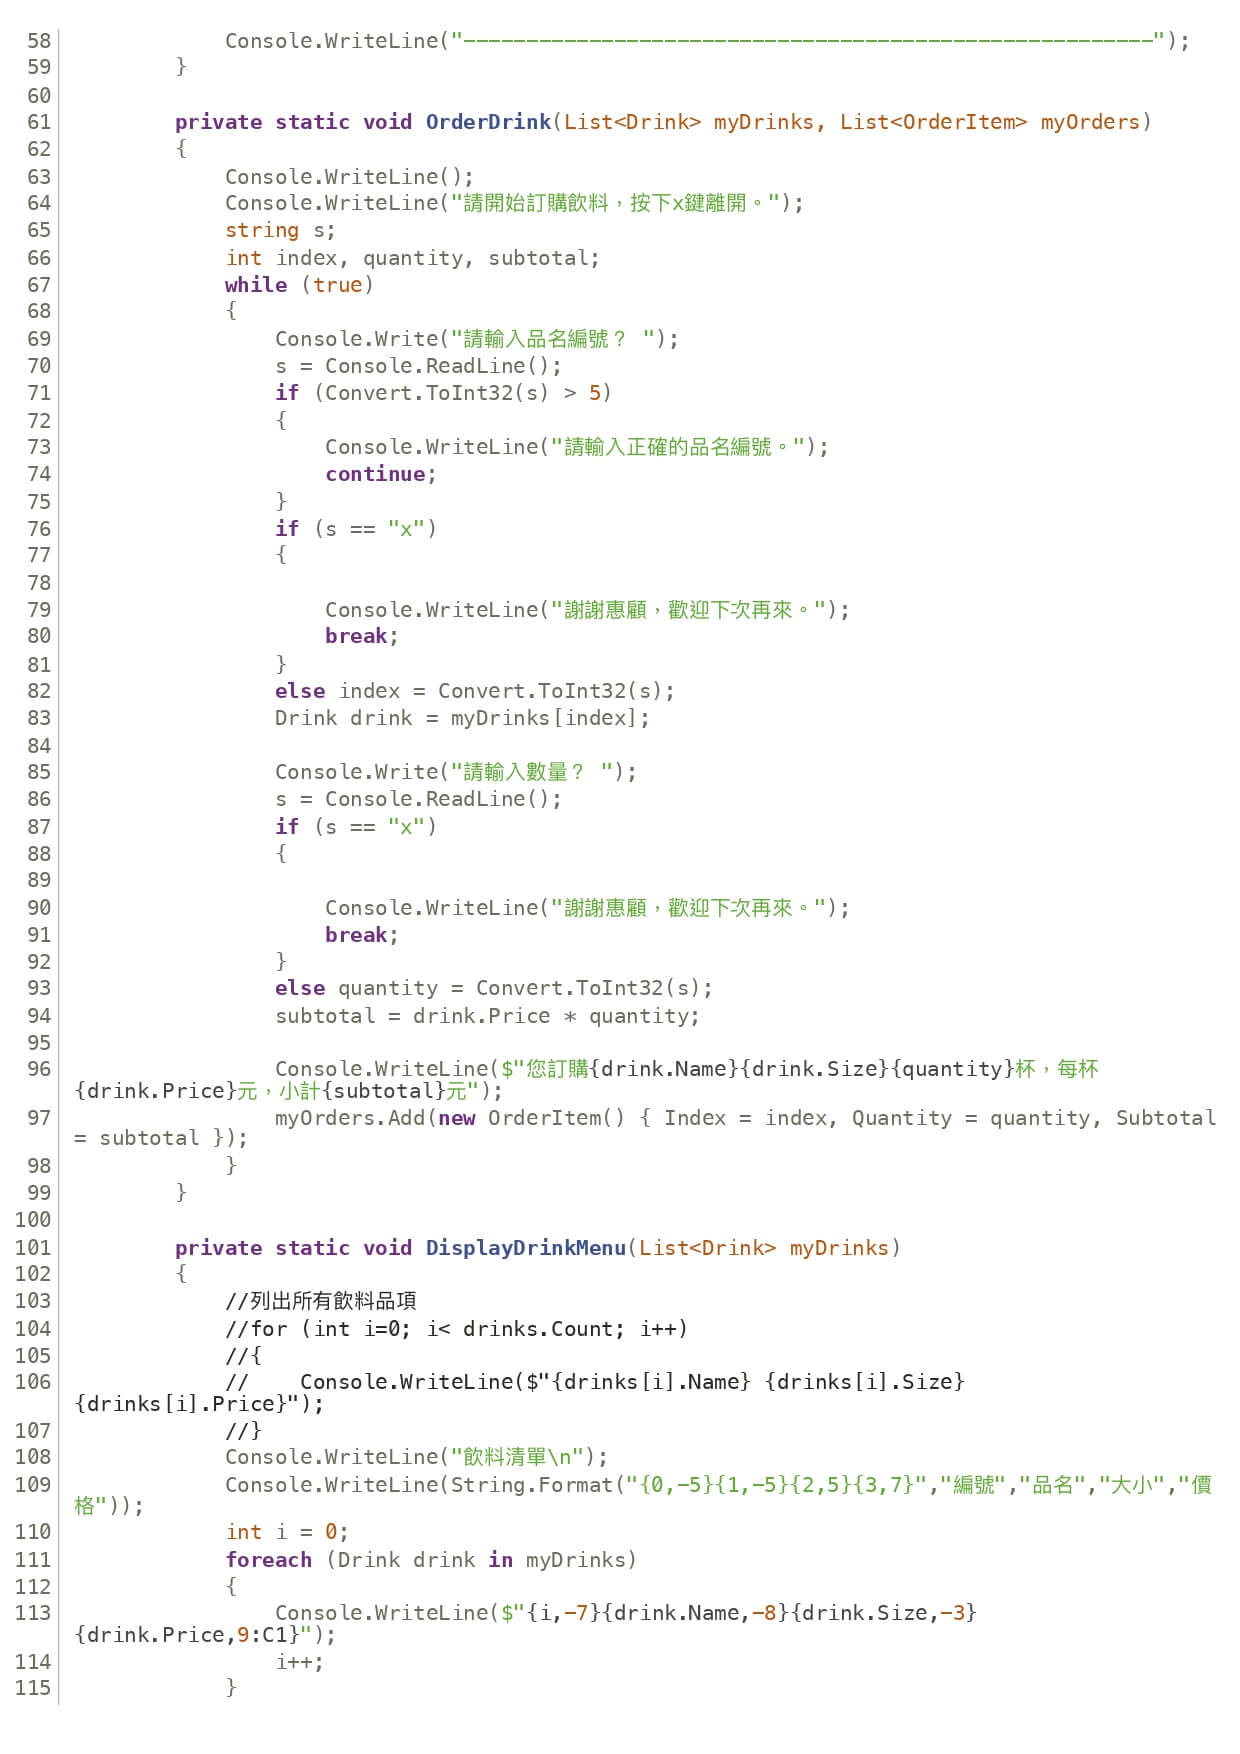 58             Console.WriteLine("-------------------------------------------------------");
59         }
60
61         private static void OrderDrink(List<Drink> myDrinks, List<OrderItem> myOrders)
62         {
63             Console.WriteLine();
64             Console.WriteLine("請開始訂購飲料，按下x鍵離開。");
65             string s;
66             int index, quantity, subtotal;
67             while (true)
68             {
69                 Console.Write("請輸入品名編號？ ");
70                 s = Console.ReadLine();
71                 if (Convert.ToInt32(s) > 5)
72                 {
73                     Console.WriteLine("請輸入正確的品名編號。");
74                     continue;
75                 }
76                 if (s == "x")
77                 {
78
79                     Console.WriteLine("謝謝惠顧，歡迎下次再來。");
80                     break;
81                 }
82                 else index = Convert.ToInt32(s);
83                 Drink drink = myDrinks[index];
84
85                 Console.Write("請輸入數量？ ");
86                 s = Console.ReadLine();
87                 if (s == "x")
88                 {
89
90                     Console.WriteLine("謝謝惠顧，歡迎下次再來。");
91                     break;
92                 }
93                 else quantity = Convert.ToInt32(s);
94                 subtotal = drink.Price * quantity;
95
96                 Console.WriteLine($"您訂購{drink.Name}{drink.Size}{quantity}杯，每杯
{drink.Price}元，小計{subtotal}元");
97                 myOrders.Add(new OrderItem() { Index = index, Quantity = quantity, Subtotal
= subtotal });
98             }
99         }
100
101         private static void DisplayDrinkMenu(List<Drink> myDrinks)
102         {
103             //列出所有飲料品項
104             //for (int i=0; i< drinks.Count; i++)
105             //{
106             //    Console.WriteLine($"{drinks[i].Name} {drinks[i].Size}
{drinks[i].Price}");
107             //}
108             Console.WriteLine("飲料清單\n");
109             Console.WriteLine(String.Format("{0,-5}{1,-5}{2,5}{3,7}","編號","品名","大小","價
格"));
110             int i = 0;
111             foreach (Drink drink in myDrinks)
112             {
113                 Console.WriteLine($"{i,-7}{drink.Name,-8}{drink.Size,-3}
{drink.Price,9:C1}");
114                 i++;
115             }